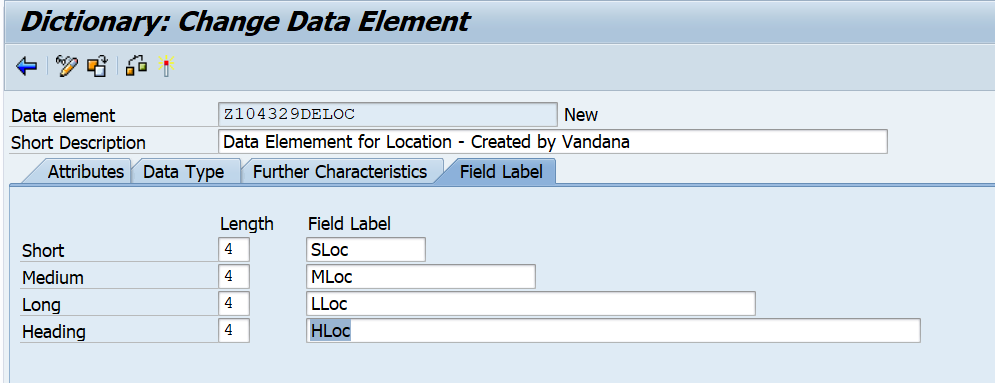 Dictionary: Change Data Element
Data element Z104329DELOC New
Short Description Data Elemement for Location - Created by Vandana
Attributes Data Type Further Characteristics Field Label
Length Field Label
Short 4 SLoc
Medium 4 MLoc
Long 4 LLoc
Heading 4 HLoc